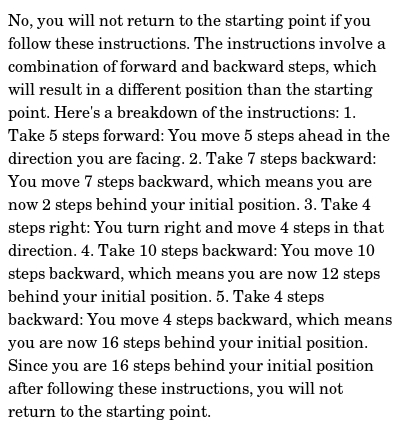 No, you will not return to the starting point if you
follow these instructions. The instructions involve a
combination of forward and backward steps, which
will result in a different position than the starting
point. Here's a breakdown of the instructions: 1.
Take 5 steps forward: You move 5 steps ahead in the
direction you are facing. 2. Take 7 steps backward:
You move 7 steps backward, which means you are
now 2 steps behind your initial position. 3. Take 4
steps right: You turn right and move 4 steps in that
direction. 4. Take 10 steps backward: You move 10
steps backward, which means you are now 12 steps
behind your initial position. 5. Take 4 steps
backward: You move 4 steps backward, which means
you are now 16 steps behind your initial position.
Since you are 16 steps behind your initial position
after following these instructions, you will not
return to the starting point.